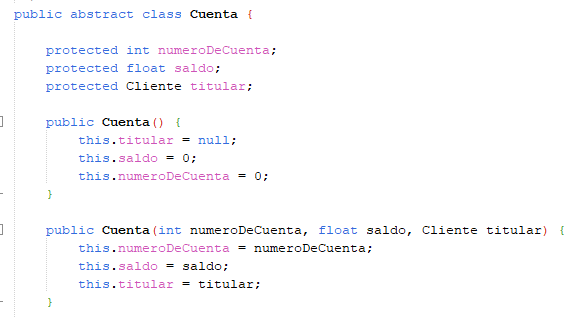 public abstract class Cuenta {
protected int numeroDeCuenta;
protected float saldo;
protected Cliente titular;
public Cuenta() {
this.titular = null;
this.saldo = 0;
this.numeroDeCuenta = 0;
}
public Cuenta(int numeroDeCuenta, float saldo, Cliente titular) {
this.numeroDeCuenta = numeroDeCuenta;
this.saldo = saldo;
this.titular = titular;
}